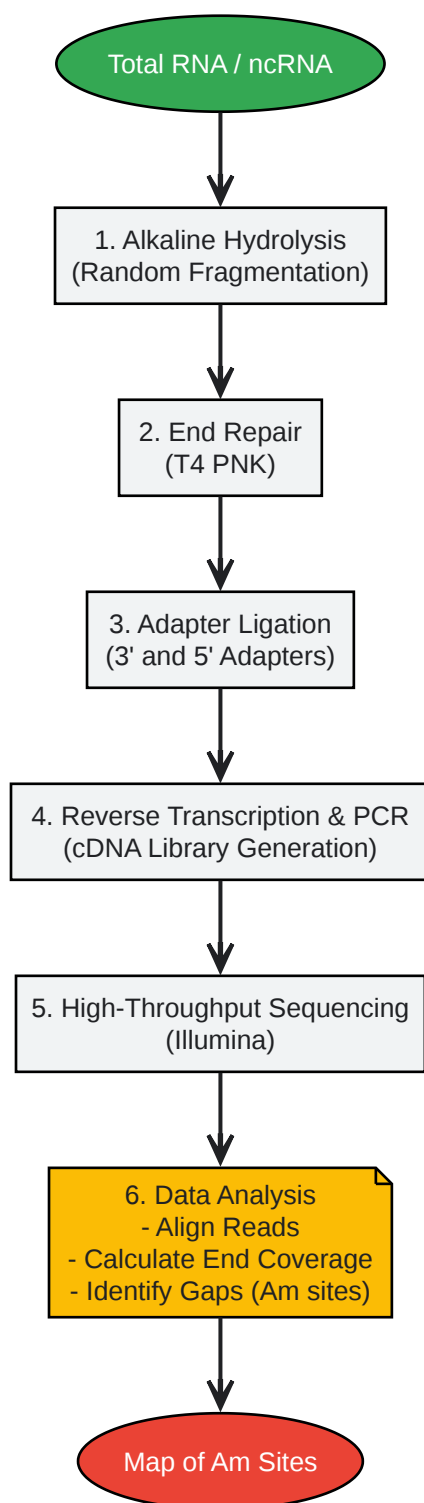 Total RNA / ncRNA
1. Alkaline Hydrolysis
(Random Fragmentation)
2. End Repair
(T4 PNK)
3. Adapter Ligation
(3' and 5' Adapters)
4. Reverse Transcription & PCR
(cDNA Library Generation)
5. High-Throughput Sequencing
(Illumina)
6. Data Analysis
- Align Reads
- Calculate End Coverage
- Identify Gaps (Am sites)
Map of Am Sites